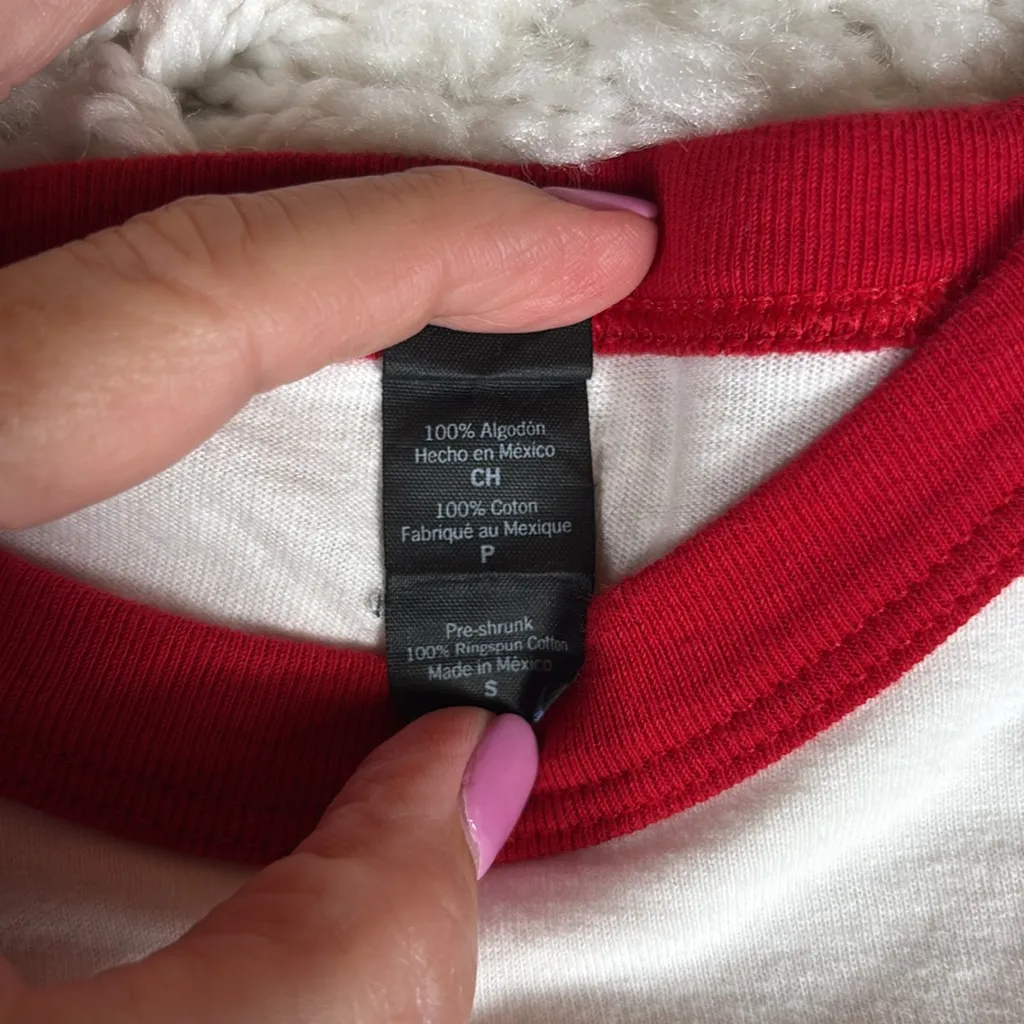 100% Algodón
Hecho en México
CH
100% Coton
Fabriqué au Mexique
P
Pre-shrunk
100% Ringspun Cotton
Made in México
S